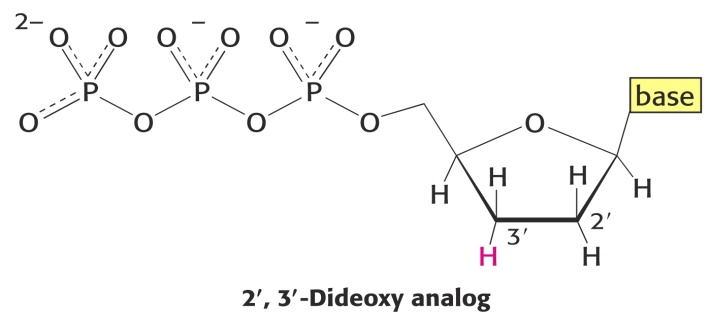 2−
O O O − O O − O
P P P base
O O O O O
H H H H
3′ 2′
H H
2′, 3′-Dideoxy analog